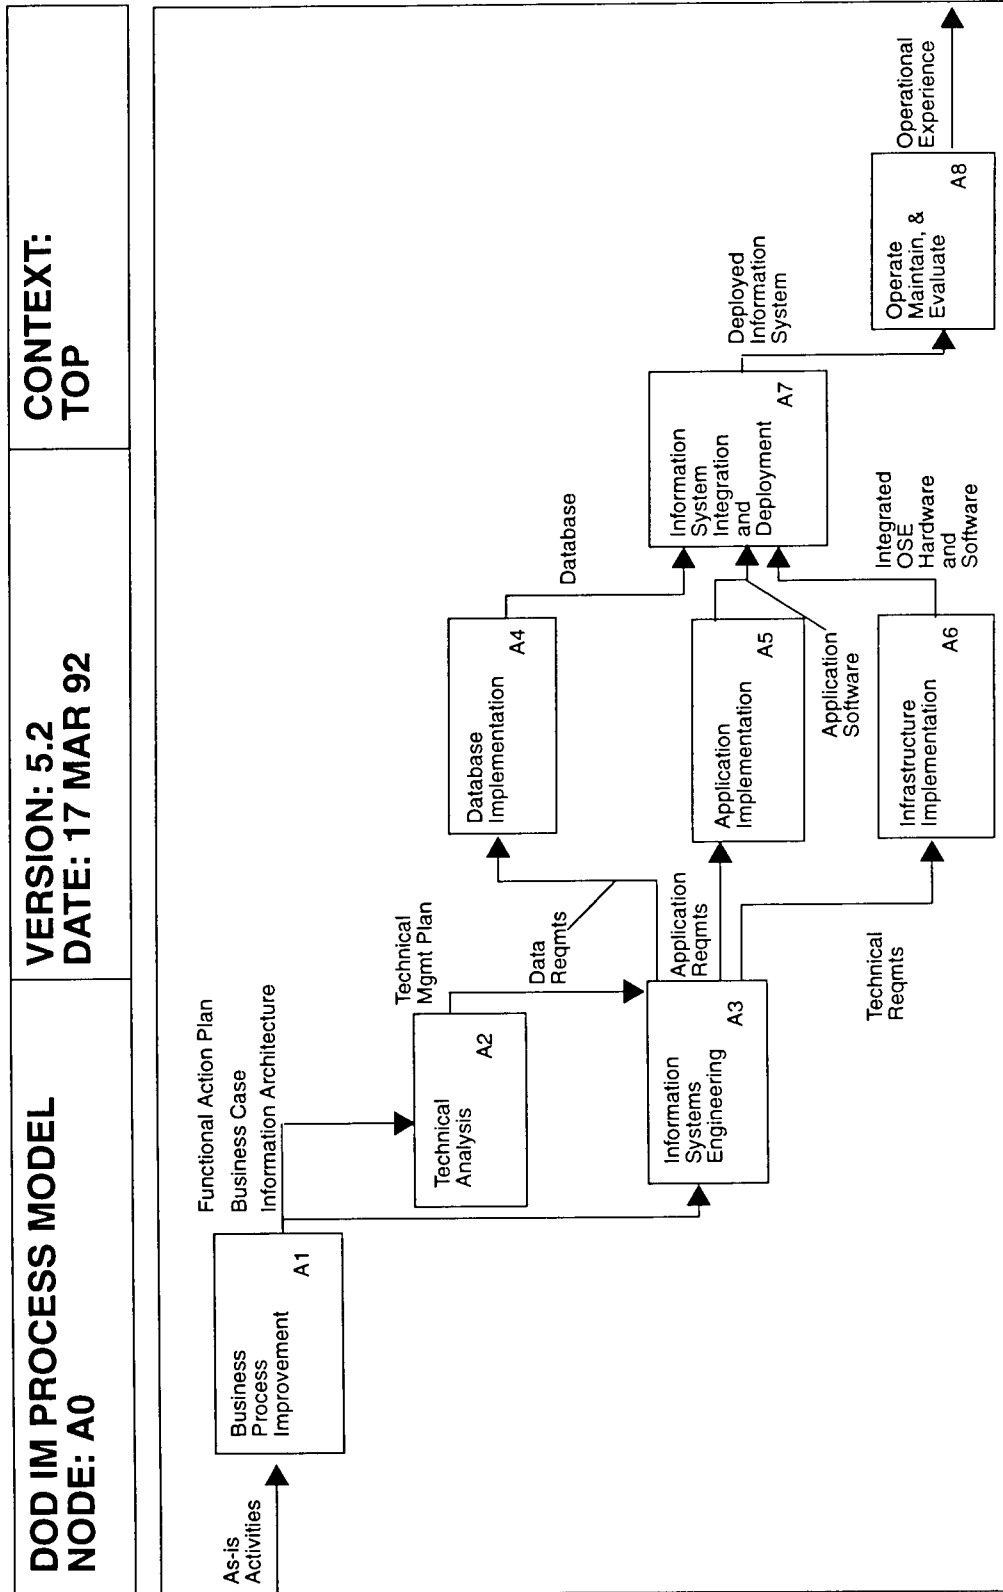 DOD IM PROCESS MODEL
NODE: A0
VERSION: 5.2
DATE: 17 MAR 92
CONTEXT:
TOP
As-is
Activities
Business
Process
Improvement
A1
Functional Action Plan
Business Case
Information Architecture
Technical
Analysis
A2
Technical
Mgmt Plan
Information
Systems
Engineering
A3
Data
Reqmts
Application
Reqmts
Technical
Reqmts
Database
Implementation
A4
Database
Application
Implementation
A5
Application
Software
Infrastructure
Implementation
A6
Integrated
OSE
Hardware
and
Software
Information
System
Integration
and
Deployment
A7
Deployed
Information
System
Operate
Maintain, &
Evaluate
A8
Operational
Experience